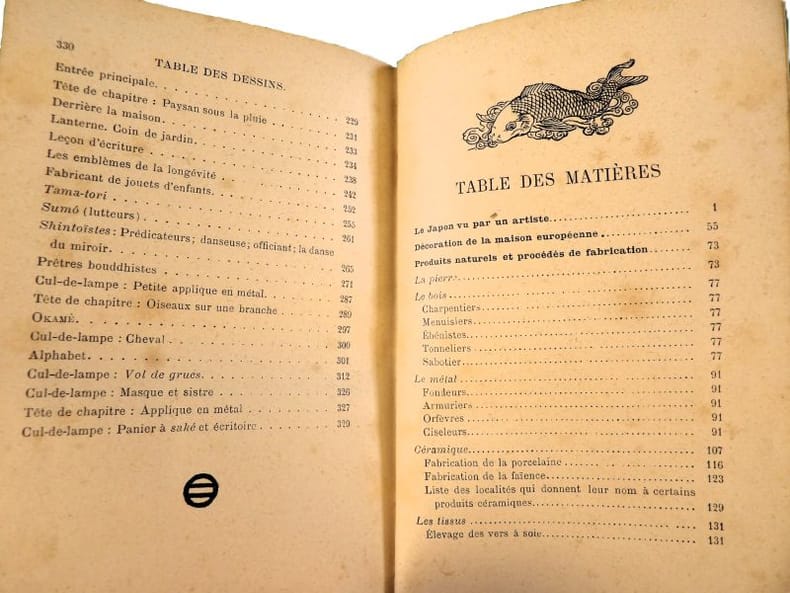 330
TABLE DES DESSINS.
Entrée principale. . . . . . . . 229
Tête de chapitre : Paysan sous la pluie . . . . . . . . 231
Derrière la maison. . . . . . . . 233
Lanterne. Coin de jardin. . . . . . . . 234
Leçon d'écriture . . . . . . . . 238
Les emblèmes de la longévité . . . . . . . . 242
Fabricant de jouets d'enfants. . . . . . . . 252
Tama-tori . . . . . . . . 255
Sumô (lutteurs) . . . . . . . . 261
Shintoïstes : Prédicateurs; danseuse; officiant; la danse
du miroir. . . . . . . . 265
Prêtres bouddhistes . . . . . . . . 271
Cul-de-lampe : Petite applique en métal. . . . . . . . 287
Tête de chapitre : Oiseaux sur une branche . . . . . . . . 289
OKAMÉ. . . . . . . . 297
Cul-de-lampe : Cheval . . . . . . . . 300
Alphabet. . . . . . . . 301
Cul-de-lampe : Vol de grues. . . . . . . . 312
Cul-de-lampe : Masque et sistre . . . . . . . . 326
Tête de chapitre : Applique en métal . . . . . . . . 327
Cul-de-lampe : Panier à saké et écritoire . . . . . . . . 329
TABLE DES MATIÈRES
Le Japon vu par un artiste. . . . . . . . 1
Décoration de la maison européenne . . . . . . . . 55
Produits naturels et procédés de fabrication. . . . . . . . 73
La pierre. . . . . . . . 73
Le bois . . . . . . . . 77
Charpentiers. . . . . . . . 77
Menuisiers. . . . . . . . 77
Ébénistes. . . . . . . . 77
Tonneliers . . . . . . . . 77
Sabotier . . . . . . . . 77
Le métal . . . . . . . . 91
Fondeurs. . . . . . . . 91
Armuriers. . . . . . . . 91
Orfèvres . . . . . . . . 91
Ciseleurs. . . . . . . . 91
Céramique. . . . . . . . 107
Fabrication de la porcelaine . . . . . . . . 116
Fabrication de la faïence. . . . . . . . 123
Liste des localités qui donnent leur nom à certains
produits céramiques. . . . . . . . 129
Les tissus . . . . . . . . 131
Élevage des vers à soie. . . . . . . . 131